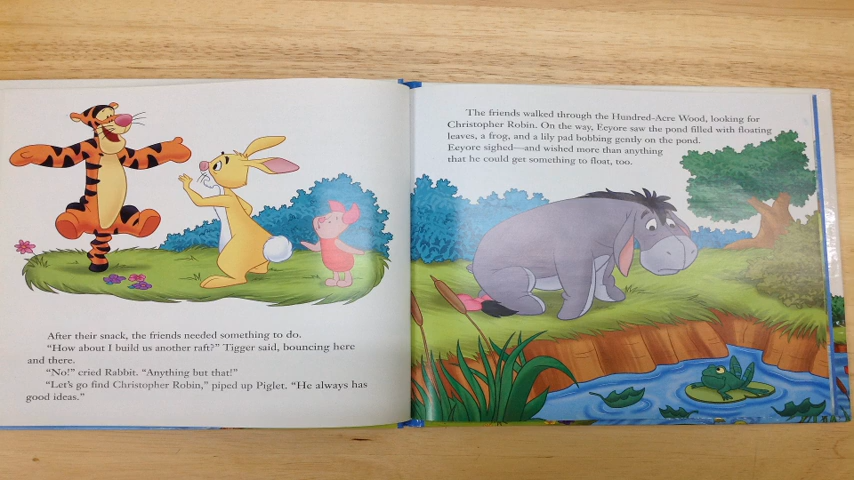 After their snack, the friends needed something to do.
“How about I build us another raft?” Tigger said, bouncing here
and there.
“No!” cried Rabbit. “Anything but that!”
“Let’s go find Christopher Robin,” piped up Piglet. “He always has
good ideas.”
The friends walked through the Hundred-Acre Wood, looking for
Christopher Robin. On the way, Eeyore saw the pond filled with floating
leaves, a frog, and a lily pad bobbing gently on the pond.
Eeyore sighed—and wished more than anything
that he could get something to float, too.